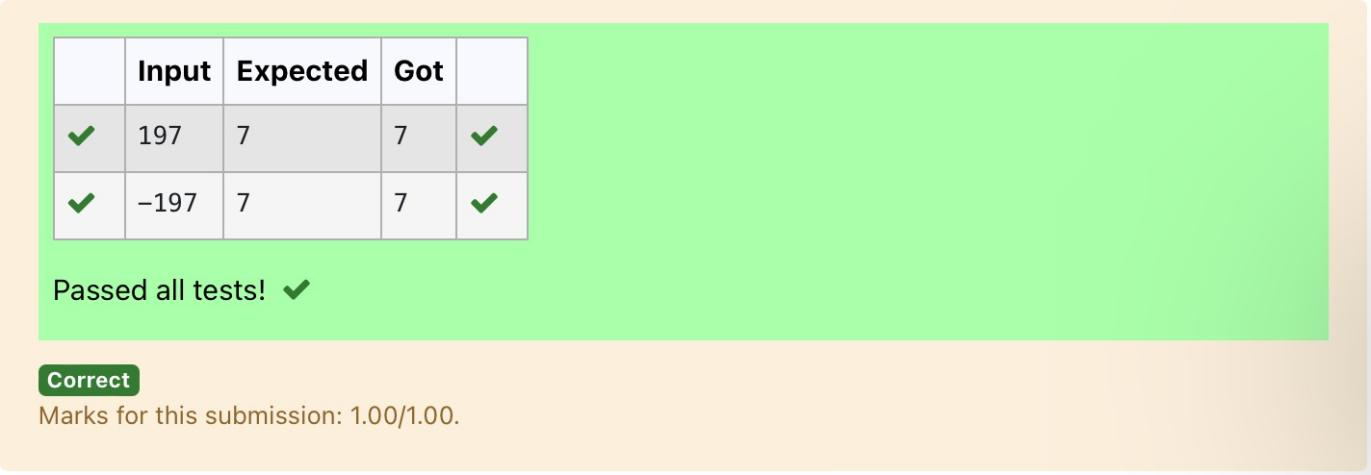 Input Expected Got
197 7 7
-197 7 7
Passed all tests!
Correct
Marks for this submission: 1.00/1.00.